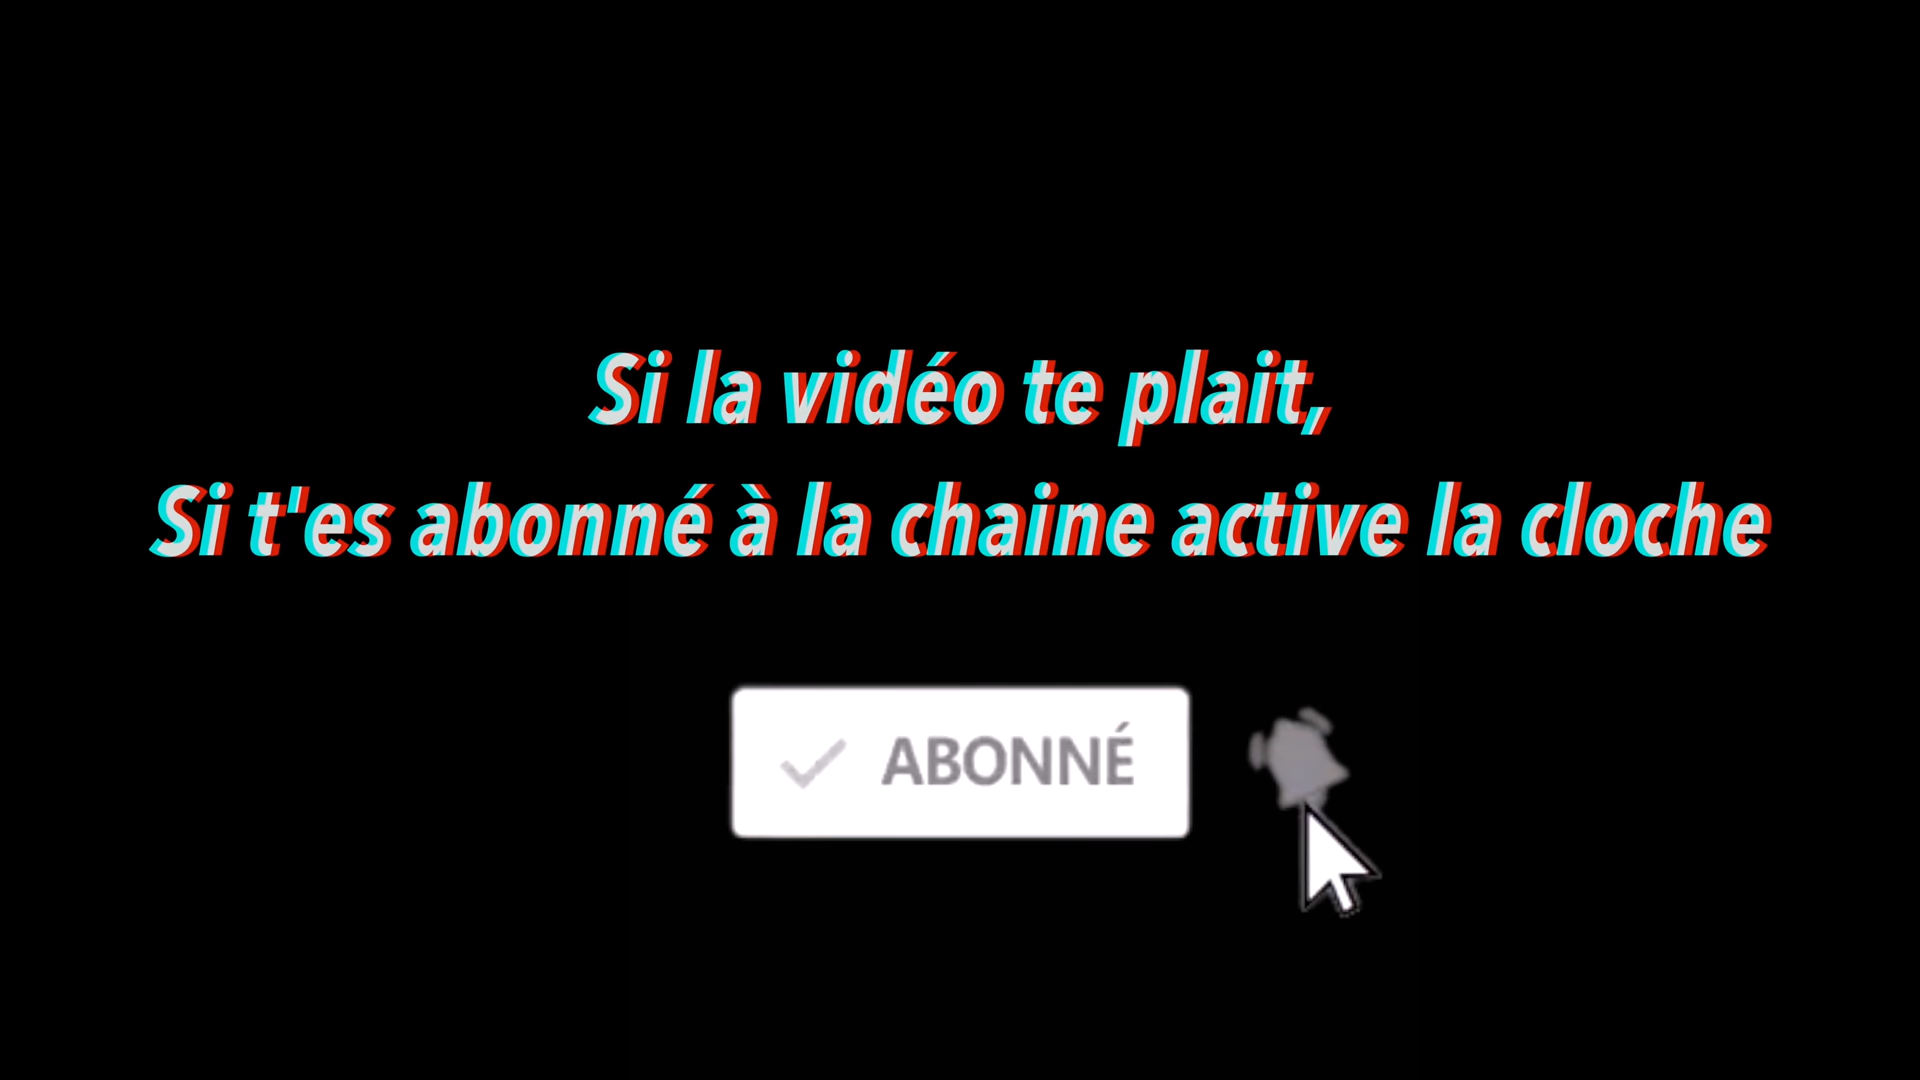 Si la vidéo te plait,
Si t'es abonné à la chaine active la cloche
ABONNÉ